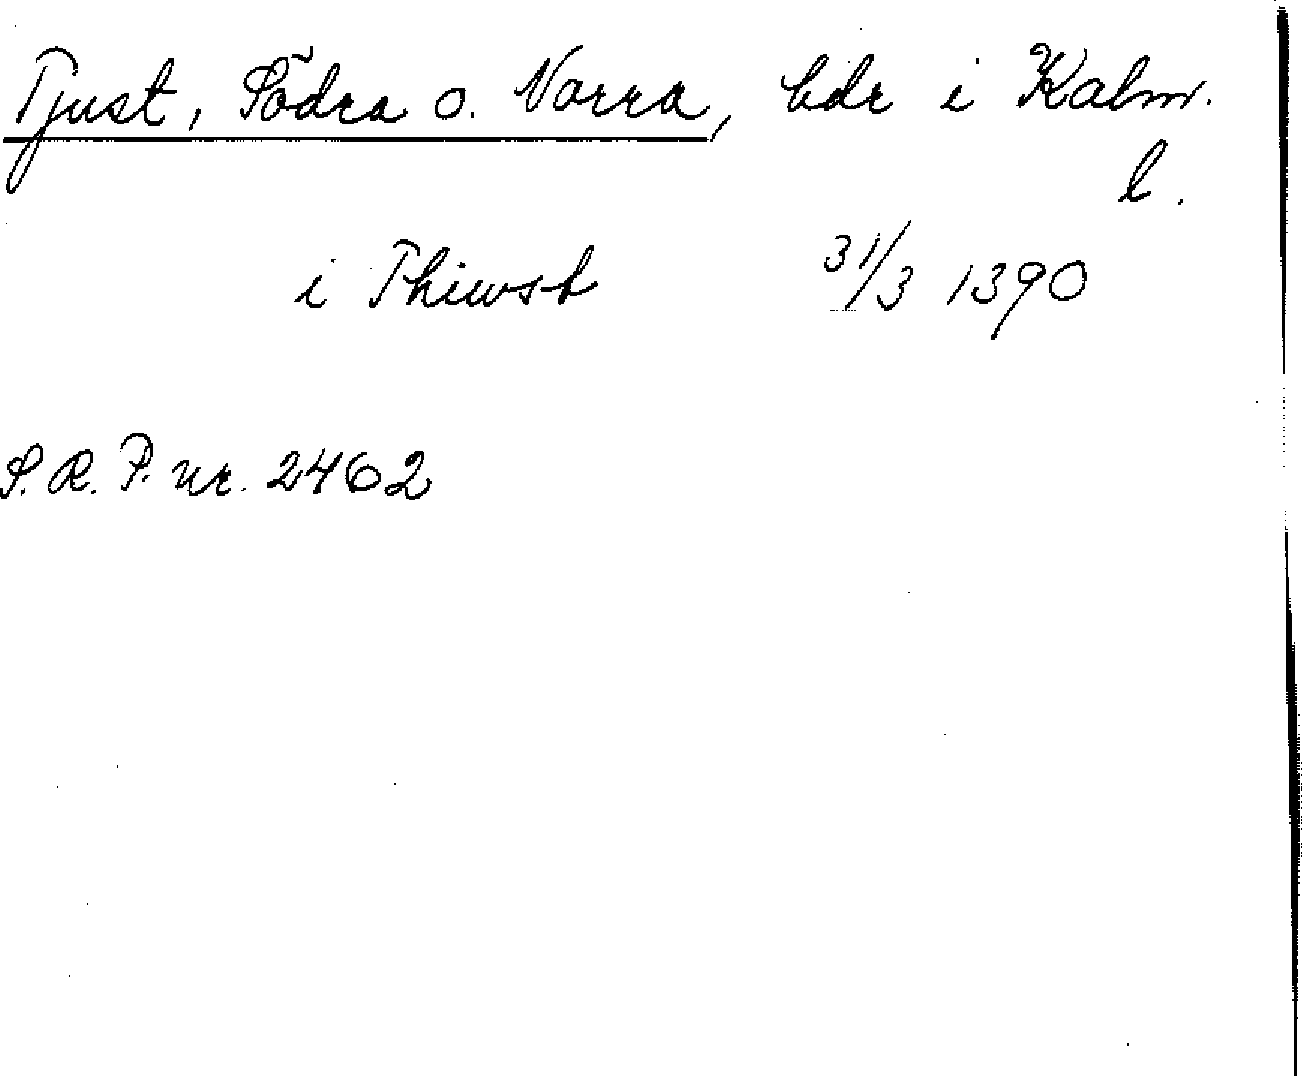 Tjust, Södra o. Norra, hdr i Kalm.
l.
i Thiwst 31/3 1390
S.R.P. nr. 2462